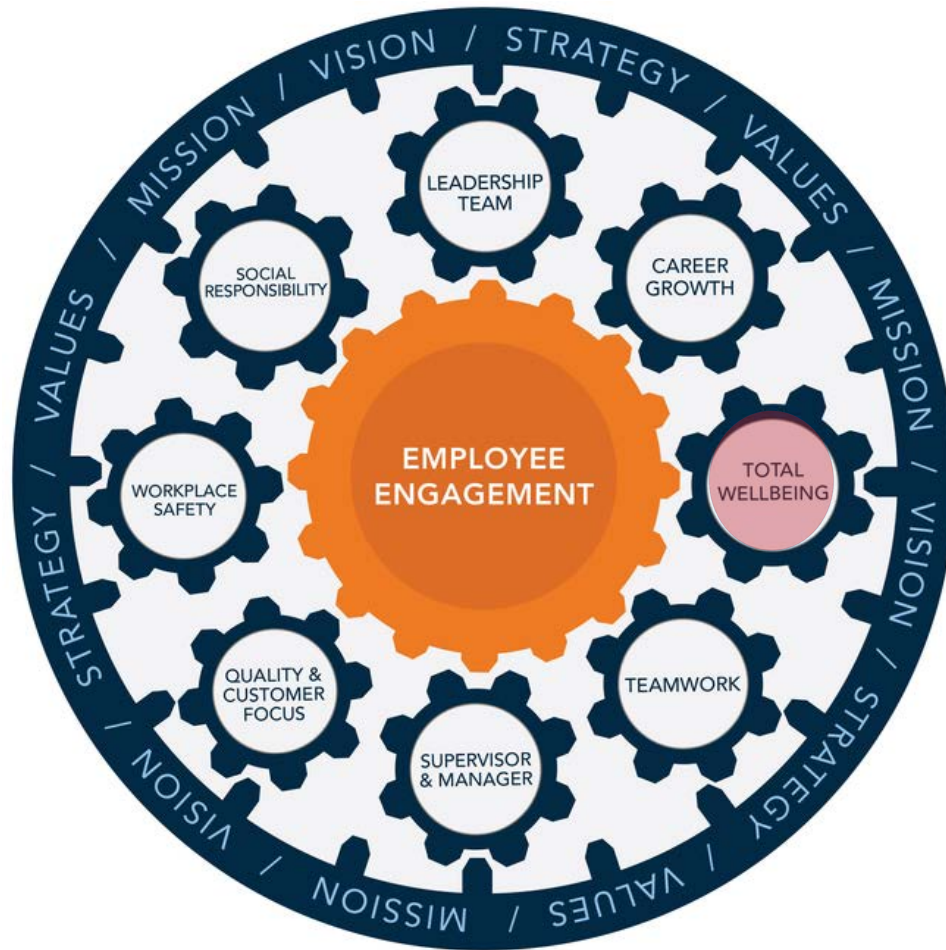 MISSION / VISION / STRATEGY / VALUES / MISSION / VISION / STRATEGY / VALUES / MISSION / VISION / STRATEGY / VALUES /
LEADERSHIP
TEAM
CAREER
GROWTH
TOTAL
WELLBEING
TEAMWORK
SUPERVISOR
& MANAGER
QUALITY &
CUSTOMER
FOCUS
WORKPLACE
SAFETY
SOCIAL
RESPONSIBILITY
EMPLOYEE
ENGAGEMENT